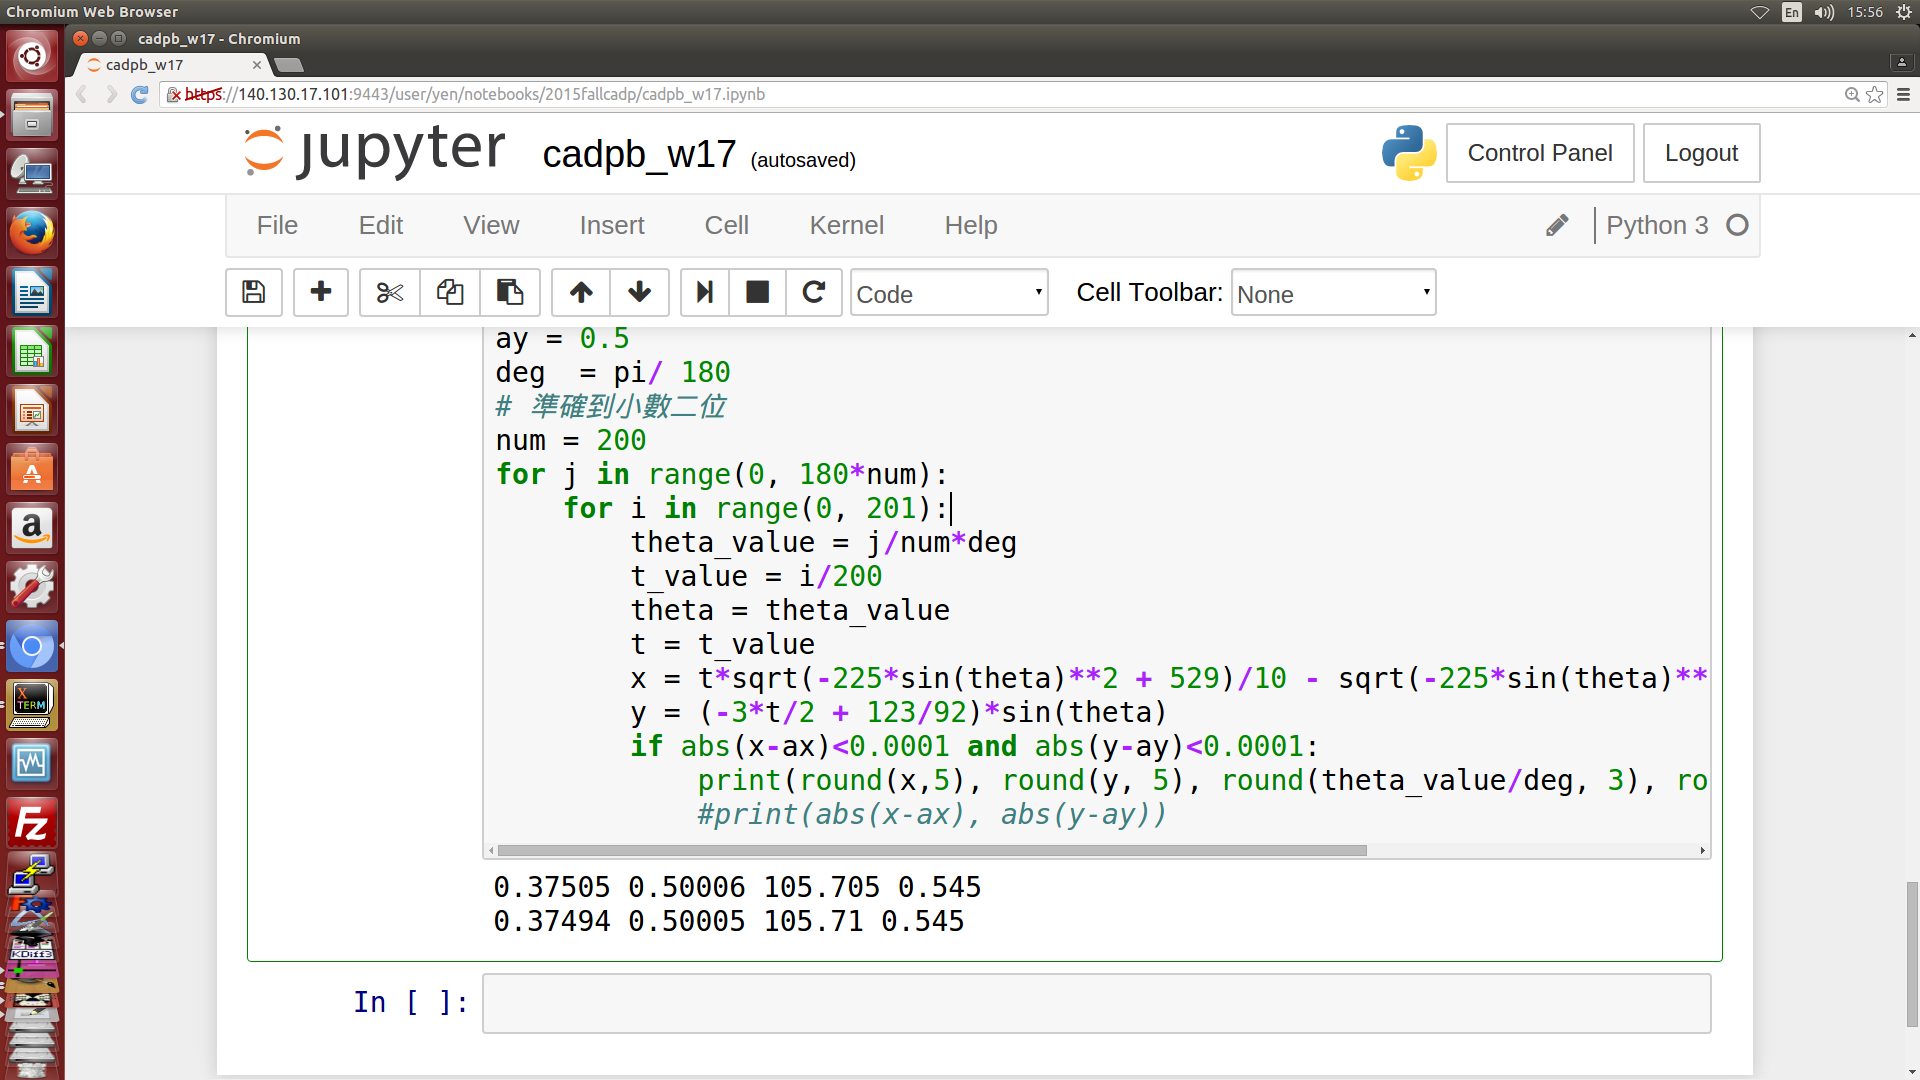 Chromium Web Browser
En
15:56
cadpb_w17 - Chromium
cadpb_w17
https://140.130.17.101:9443/user/yen/notebooks/2015fallcadp/cadpb_w17.ipynb
jupyter cadpb_w17 (autosaved)
Control Panel
Logout
File Edit View Insert Cell Kernel Help
Python 3
Code
Cell Toolbar: None
ay = 0.5
deg  = pi/ 180
# 準確到小數二位
num = 200
for j in range(0, 180*num):
    for i in range(0, 201):
        theta_value = j/num*deg
        t_value = i/200
        theta = theta_value
        t = t_value
        x = t*sqrt(-225*sin(theta)**2 + 529)/10 - sqrt(-225*sin(theta)**
        y = (-3*t/2 + 123/92)*sin(theta)
        if abs(x-ax)<0.0001 and abs(y-ay)<0.0001:
            print(round(x,5), round(y, 5), round(theta_value/deg, 3), ro
            #print(abs(x-ax), abs(y-ay))
0.37505 0.50006 105.705 0.545
0.37494 0.50005 105.71 0.545
In [ ]:
a
X
TERM
Fz
KDiff3